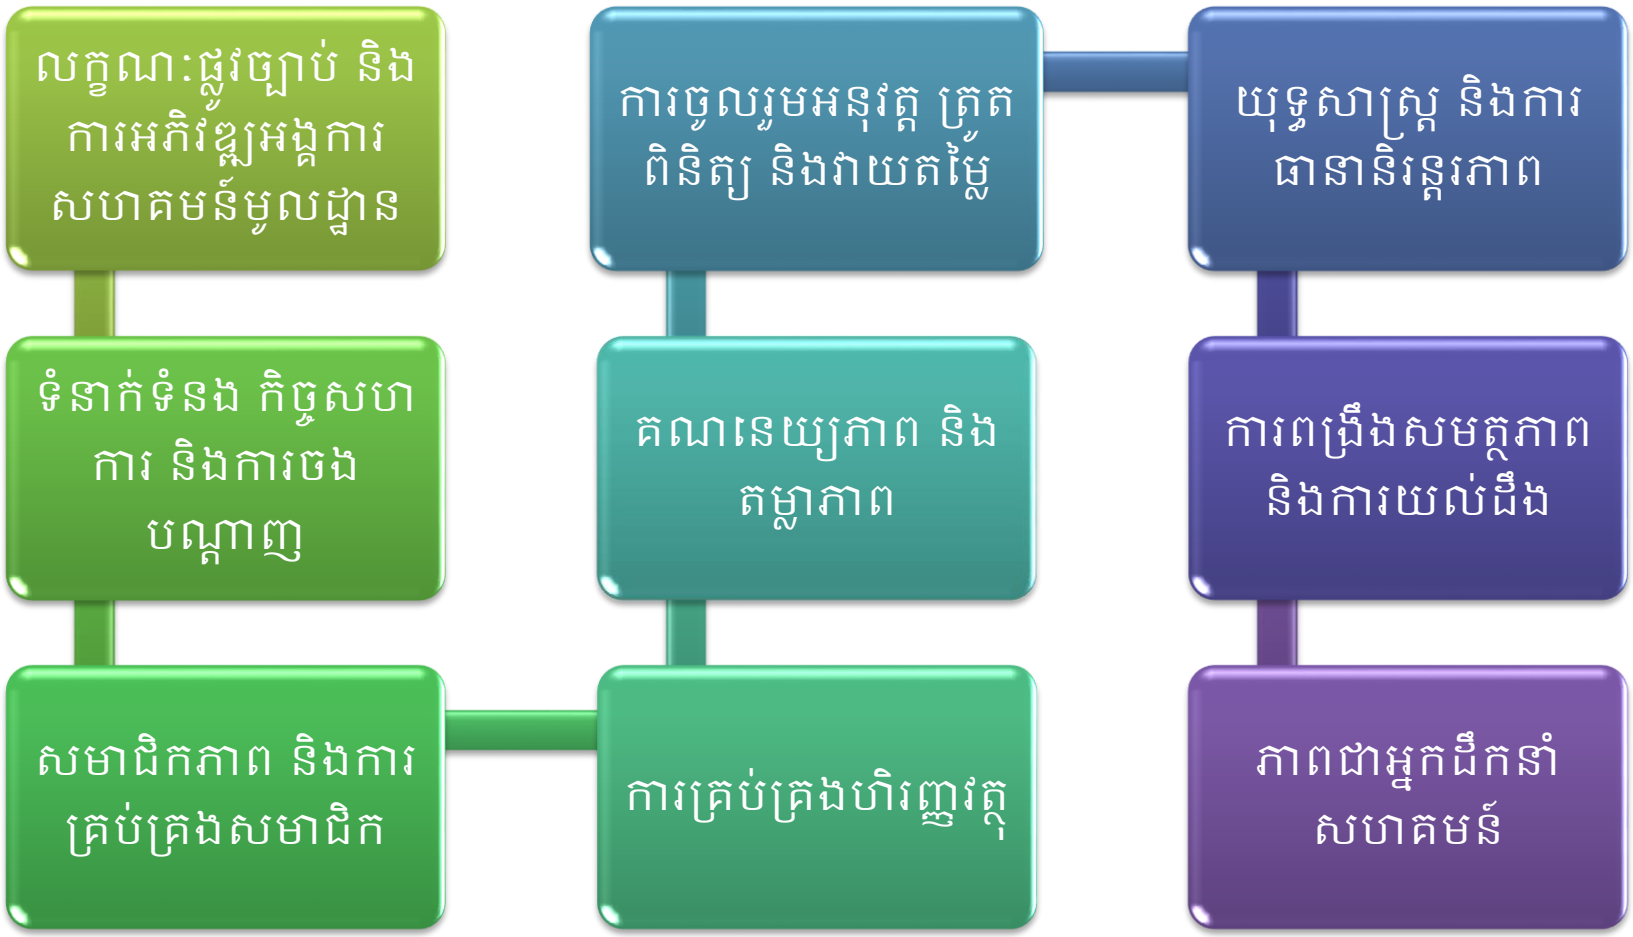 លក្ខណៈផ្លូវច្បាប់ និង
ការអភិវឌ្ឍអង្គការ
សហគមន៍មូលដ្ឋាន
ទំនាក់ទំនង កិច្ចសហ
ការ និងការចង
បណ្តាញ
សមាជិកភាព និងការ
គ្រប់គ្រងសមាជិក
ការគ្រប់គ្រងហិរញ្ញវត្ថុ
គណនេយ្យភាព និង
តម្លាភាព
ការចូលរួមអនុវត្ត ត្រួត
ពិនិត្យ និងវាយតម្លៃ
យុទ្ធសាស្ត្រ និងការ
ធានានិរន្តរភាព
ការពង្រឹងសមត្ថភាព
និងការយល់ដឹង
ភាពជាអ្នកដឹកនាំ
សហគមន៍